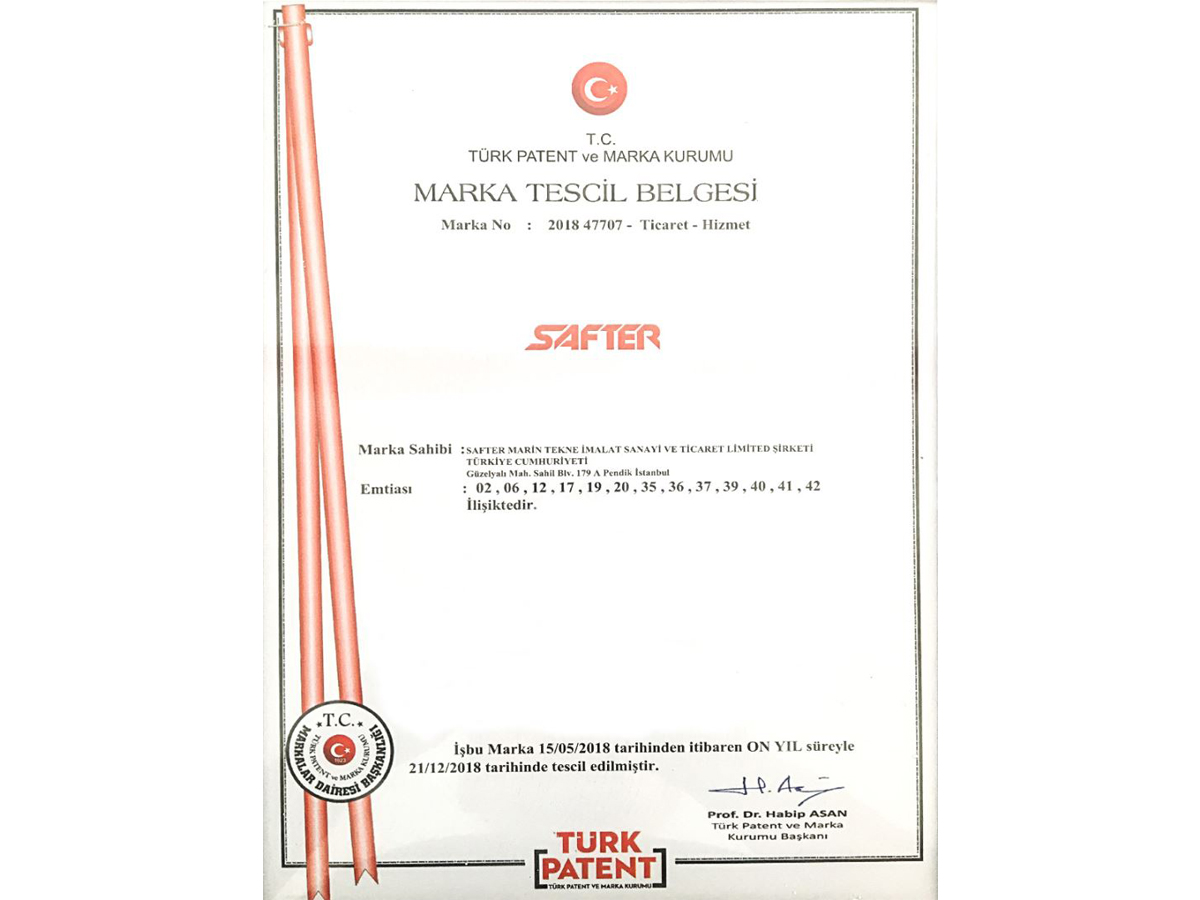 T.C.
TÜRK PATENT ve MARKA KURUMU
MARKA TESCİL BELGESİ
Marka No : 2018 47707 - Ticaret - Hizmet
SAFTER
Marka Sahibi : SAFTER MARİN TEKNE İMALAT SANAYİ VE TİCARET LİMİTED ŞİRKETİ
TÜRKİYE CUMHURİYETİ
Güzelyalı Mah. Sahil Blv. 179 A Pendik İstanbul
Emtiası : 02 , 06 , 12 , 17 , 19 , 20 , 35 , 36 , 37 , 39 , 40 , 41 , 42
İlişiktedir.
T.C.
TÜRK PATENT ve MARKA KURUMU
1923
MARKALAR DAİRESİ BAŞKANLIĞI
İşbu Marka 15/05/2018 tarihinden itibaren ON YIL süreyle
21/12/2018 tarihinde tescil edilmiştir.
H. Asan
Prof. Dr. Habip ASAN
Türk Patent ve Marka
Kurumu Başkanı
TÜRK
PATENT
TÜRK PATENT VE MARKA KURUMU